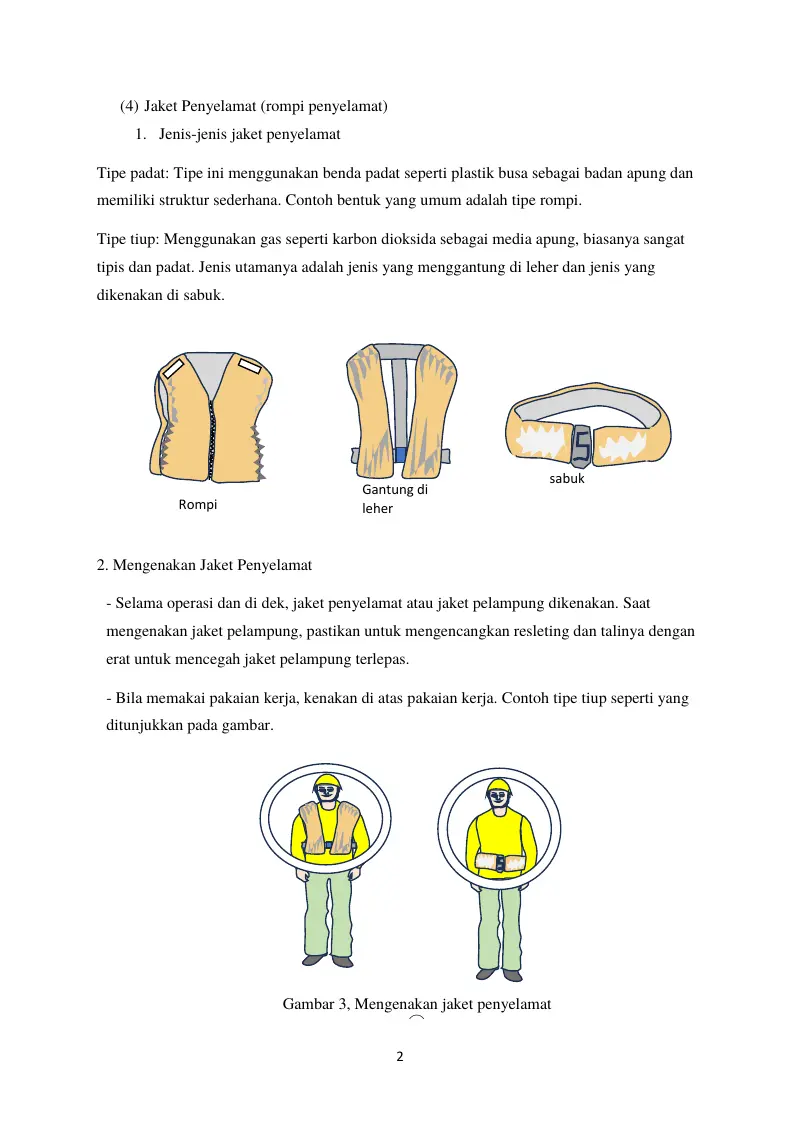 (4) Jaket Penyelamat (rompi penyelamat)
1. Jenis-jenis jaket penyelamat
Tipe padat: Tipe ini menggunakan benda padat seperti plastik busa sebagai badan apung dan
memiliki struktur sederhana. Contoh bentuk yang umum adalah tipe rompi.
Tipe tiup: Menggunakan gas seperti karbon dioksida sebagai media apung, biasanya sangat
tipis dan padat. Jenis utamanya adalah jenis yang menggantung di leher dan jenis yang
dikenakan di sabuk.
Rompi
Gantung di
leher
sabuk
2. Mengenakan Jaket Penyelamat
- Selama operasi dan di dek, jaket penyelamat atau jaket pelampung dikenakan. Saat
mengenakan jaket pelampung, pastikan untuk mengencangkan resleting dan talinya dengan
erat untuk mencegah jaket pelampung terlepas.
- Bila memakai pakaian kerja, kenakan di atas pakaian kerja. Contoh tipe tiup seperti yang
ditunjukkan pada gambar.
Gambar 3, Mengenakan jaket penyelamat
2